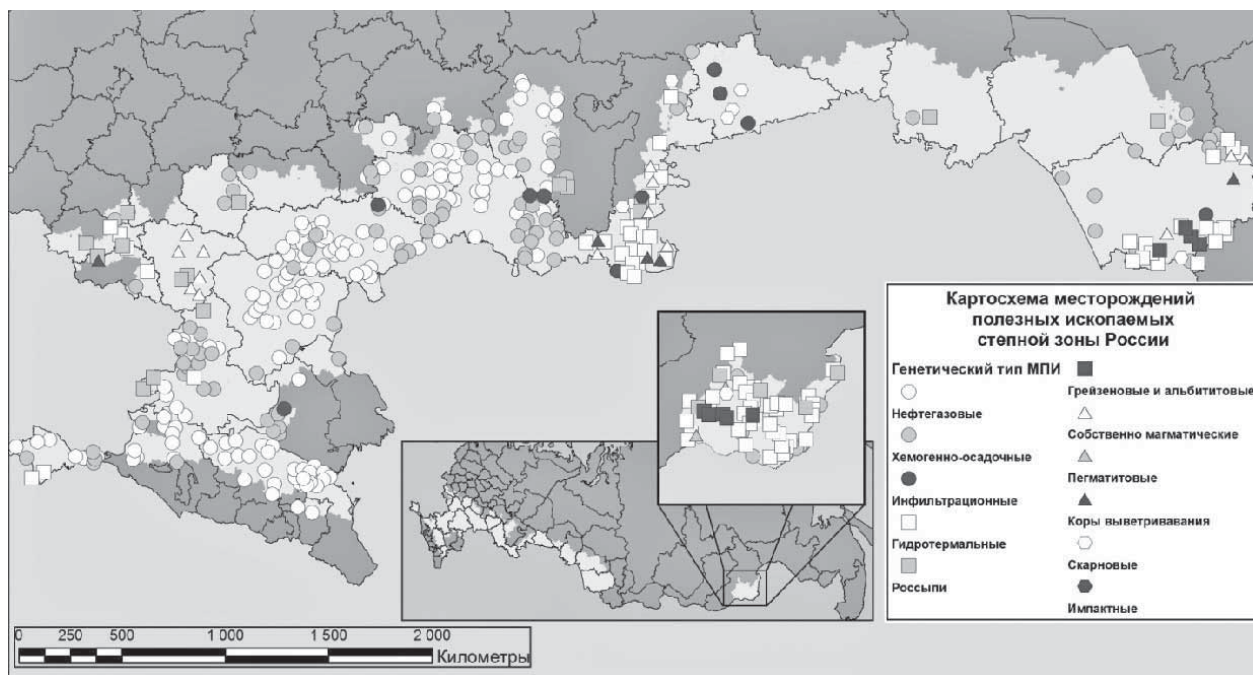 Картосхема месторождений
полезных ископаемых
степной зоны России
Генетический тип МПИ
Нефтегазовые
Хемогенно-осадочные
Инфильтрационные
Гидротермальные
Россыпи
Грейзеновые и альбититовые
Собственно магматические
Пегматитовые
Коры выветривавания
Скарновые
Импактные
0 250 500 1 000 1 500 2 000
Километры